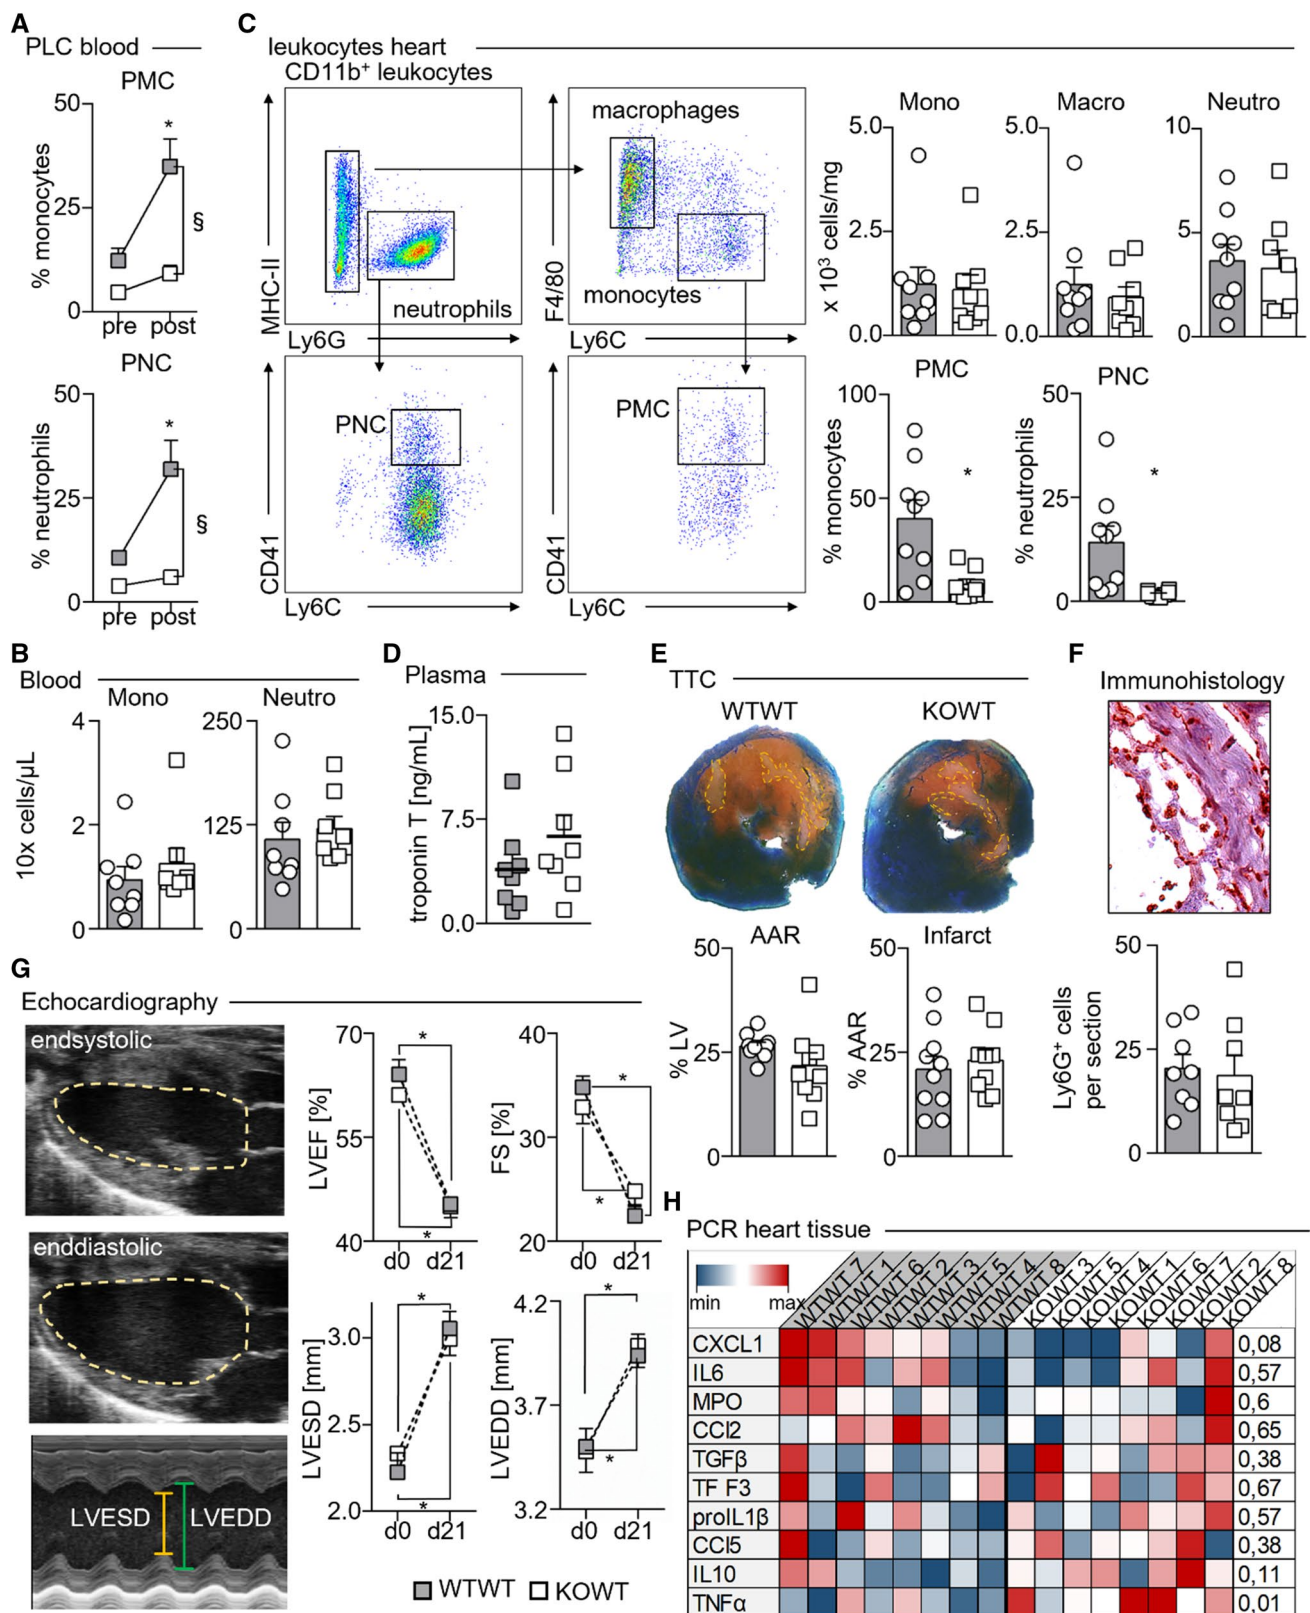 A
PLC blood
PMC
50
25
0
% monocytes
*
§
pre
post
PNC
50
25
0
% neutrophils
*
§
pre
post
C
leukocytes heart
CD11b⁺ leukocytes
MHC-II
neutrophils
Ly6G
macrophages
monocytes
F4/80
Ly6C
PNC
CD41
Ly6C
PMC
CD41
Ly6C
Mono
Macro
Neutro
x 10³ cells/mg
5.0
2.5
0.0
5.0
2.5
0.0
10
5
0
PMC
% monocytes
100
50
0
*
PNC
% neutrophils
50
25
0
*
B
Blood
Mono
Neutro
10x cells/µL
4
2
0
250
125
0
D
Plasma
troponin T [ng/mL]
15.0
7.5
0.0
E
TTC
WTWT
KOWT
AAR
% LV
50
25
0
Infarct
% AAR
50
25
0
F
Immunohistology
Ly6G⁺ cells
per section
50
25
0
G
Echocardiography
endsystolic
enddiastolic
LVESD
LVEDD
LVEF [%]
70
55
40
*
*
d0
d21
FS [%]
40
30
20
*
*
d0
d21
LVESD [mm]
3.0
2.5
2.0
*
*
d0
d21
LVEDD [mm]
4.2
3.7
3.2
*
*
d0
d21
WTWT
KOWT
H
PCR heart tissue
min
max
WTWT 7
WTWT 1
WTWT 6
WTWT 2
WTWT 3
WTWT 5
WTWT 4
WTWT 8
KOWT 3
KOWT 5
KOWT 4
KOWT 1
KOWT 6
KOWT 7
KOWT 2
KOWT 8
CXCL1 0,08
IL6 0,57
MPO 0,6
CCl2 0,65
TGFβ 0,38
TF F3 0,67
proIL1β 0,57
CCl5 0,38
IL10 0,11
TNFα 0,01